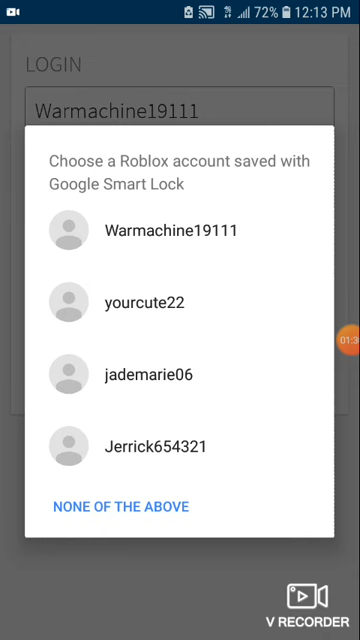 72% 12:13 PM
LOGIN
Warmachine19111
Choose a Roblox account saved with
Google Smart Lock
Warmachine19111
yourcute22
jademarie06
Jerrick654321
NONE OF THE ABOVE
V RECORDER